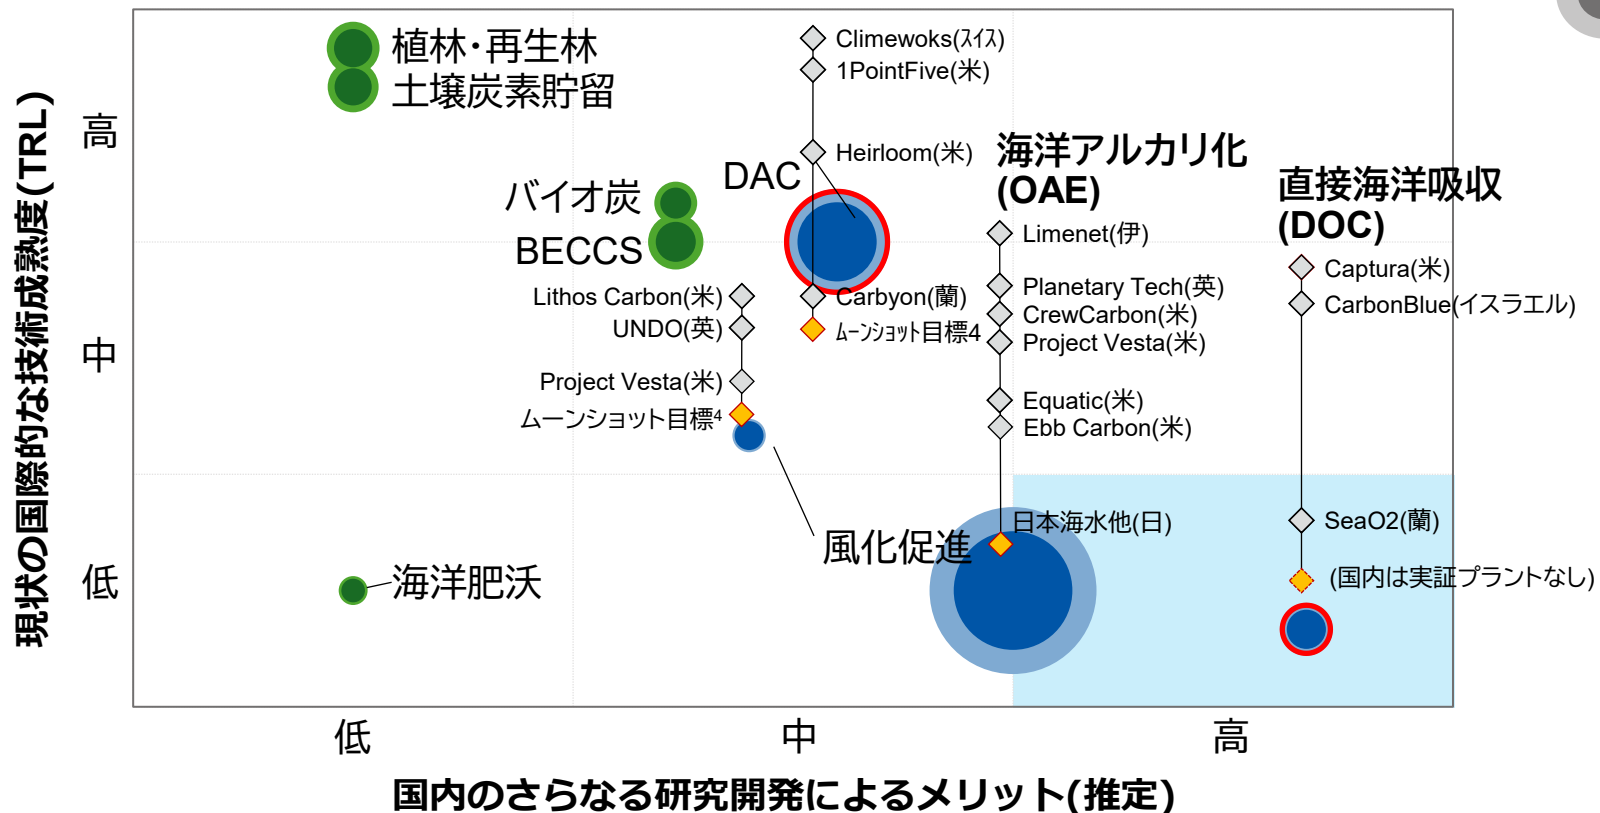 現状の国際的な技術成熟度(TRL)
高
中
低
植林・再生林
土壌炭素貯留
バイオ炭
BECCS
海洋肥沃
Lithos Carbon(米)
UNDO(英)
Project Vesta(米)
ムーンショット目標4
風化促進
DAC
Climewoks(スイス)
1PointFive(米)
Heirloom(米)
Carbyon(蘭)
ムーンショット目標4
海洋アルカリ化
(OAE)
Limenet(伊)
Planetary Tech(英)
CrewCarbon(米)
Project Vesta(米)
Equatic(米)
Ebb Carbon(米)
日本海水他(日)
直接海洋吸収
(DOC)
Captura(米)
CarbonBlue(イスラエル)
SeaO2(蘭)
(国内は実証プラントなし)
低
中
高
国内のさらなる研究開発によるメリット(推定)